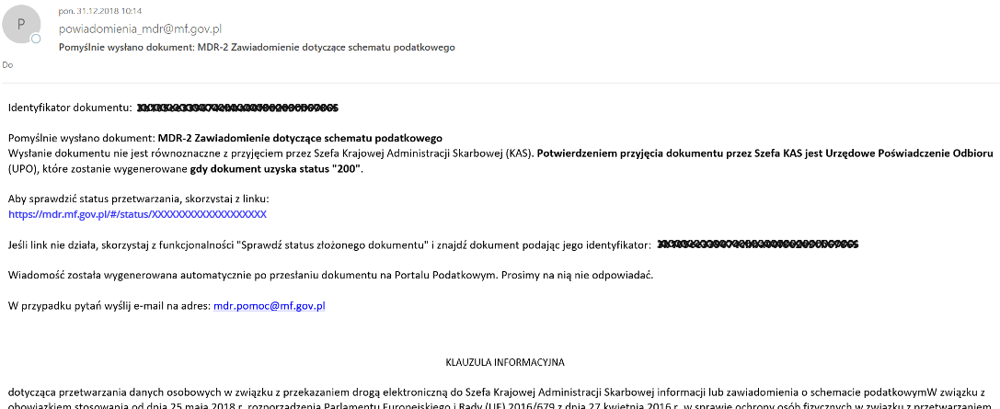 P
pon. 31.12.2018 10:14
powiadomienia_mdr@mf.gov.pl
Pomyślnie wysłano dokument: MDR-2 Zawiadomienie dotyczące schematu podatkowego
Do
Identyfikator dokumentu:
Pomyślnie wysłano dokument: MDR-2 Zawiadomienie dotyczące schematu podatkowego
Wysłanie dokumentu nie jest równoznaczne z przyjęciem przez Szefa Krajowej Administracji Skarbowej (KAS). Potwierdzeniem przyjęcia dokumentu przez Szefa KAS jest Urzędowe Poświadczenie Odbioru
(UPO), które zostanie wygenerowane gdy dokument uzyska status "200".
Aby sprawdzić status przetwarzania, skorzystaj z linku:
https://mdr.mf.gov.pl/#/status/XXXXXXXXXXXXXXXXXXX
Jeśli link nie działa, skorzystaj z funkcjonalności "Sprawdź status złożonego dokumentu" i znajdź dokument podając jego identyfikator:
Wiadomość została wygenerowana automatycznie po przesłaniu dokumentu na Portalu Podatkowym. Prosimy na nią nie odpowiadać.
W przypadku pytań wyślij e-mail na adres: mdr.pomoc@mf.gov.pl
KLAUZULA INFORMACYJNA
dotycząca przetwarzania danych osobowych w związku z przekazaniem drogą elektroniczną do Szefa Krajowej Administracji Skarbowej informacji lub zawiadomienia o schemacie podatkowymW związku z
obowiązkiem stosowania od dnia 25 maja 2018 r. rozporządzenia Parlamentu Europejskiego i Rady (UE) 2016/679 z dnia 27 kwietnia 2016 r. w sprawie ochrony osób fizycznych w związku z przetwarzaniem